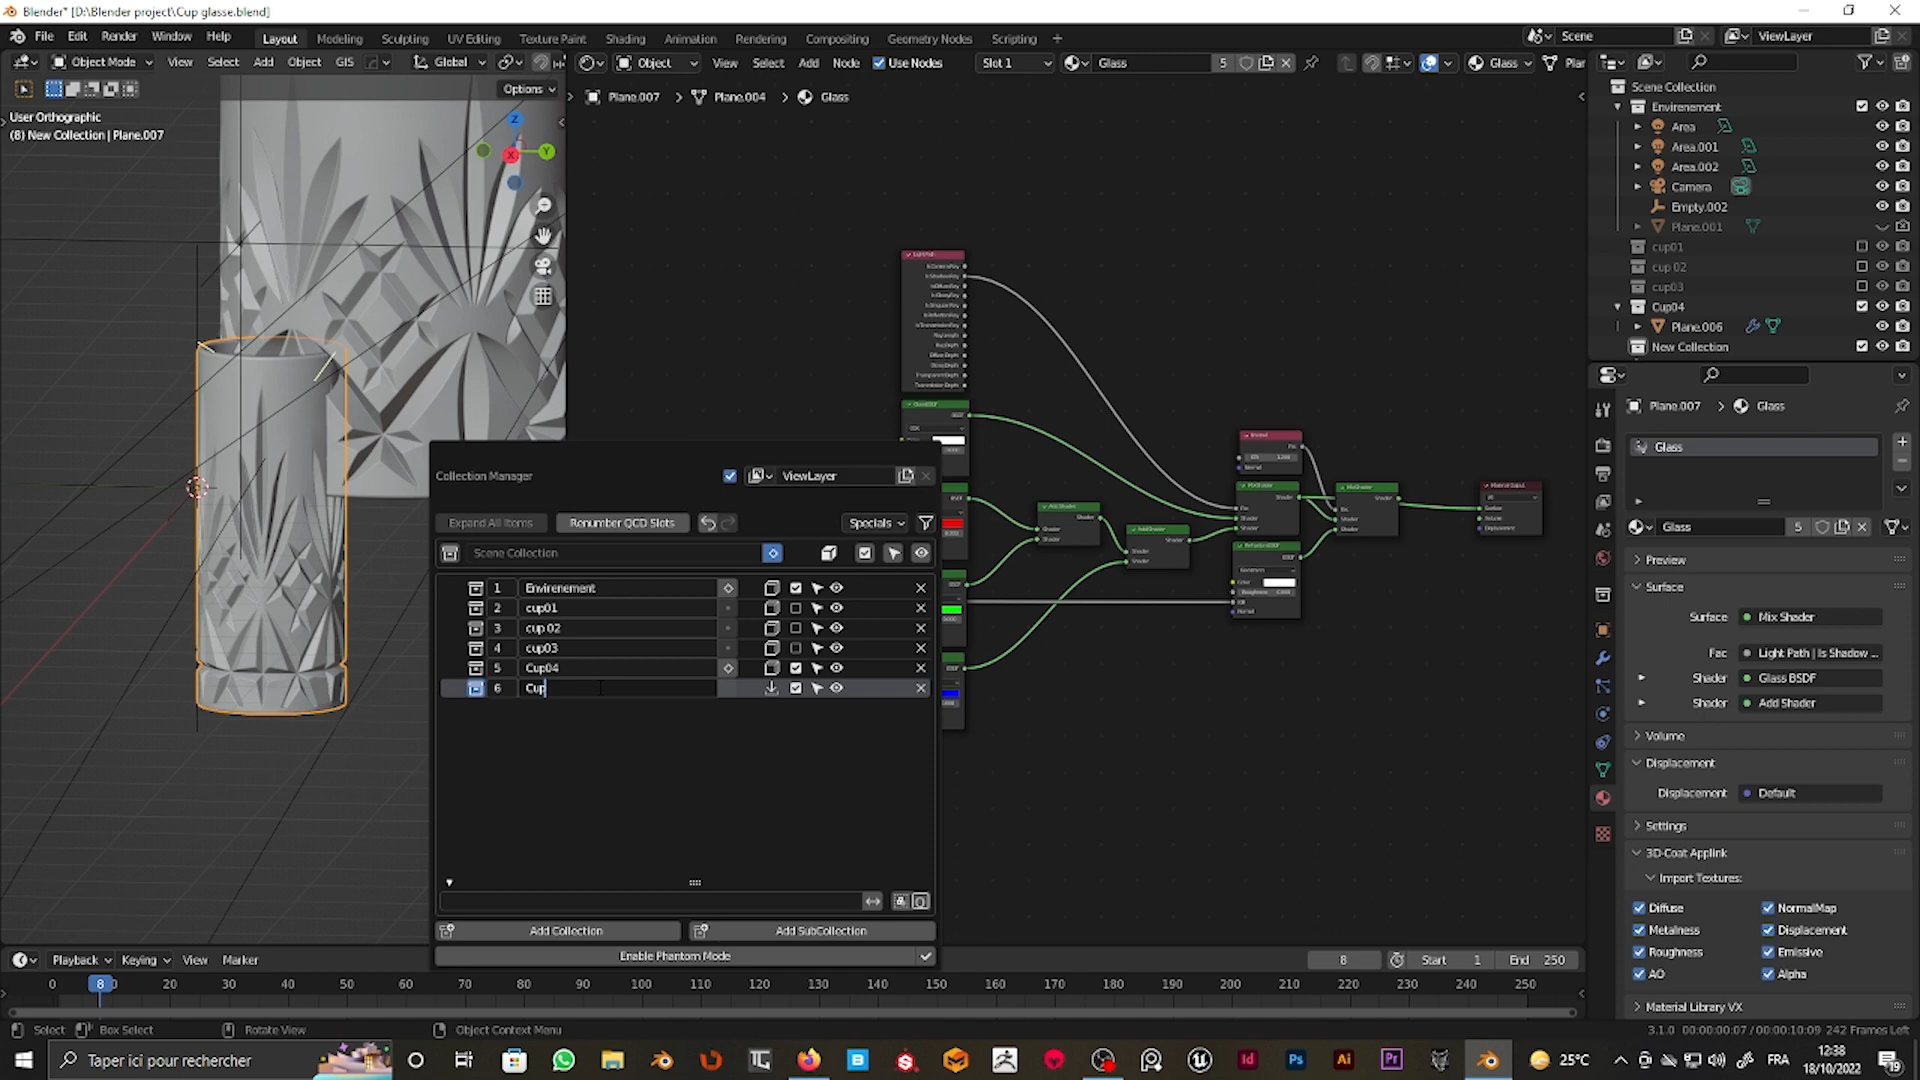 Blender* [D:\Blender project\Cup glasse.blend]
File Edit Render Window Help
Layout Modeling Sculpting UV Editing Texture Paint Shading Animation Rendering Compositing Geometry Nodes Scripting +
Scene
ViewLayer
Object Mode View Select Add Object GIS Global
Object View Select Add Node Use Nodes Slot 1 Glass 5 Glass
Options
User Orthographic
(8) New Collection | Plane.007
Z
Y
X
Plane.007 > Plane.004 > Glass
Scene Collection
Envirenement
Area
Area.001
Area.002
Camera
Empty.002
Plane.001
cup01
cup 02
cup03
Cup04
Plane.006
New Collection
Plane.007 > Glass
Glass
Glass 5
Preview
Surface
Surface Mix Shader
Fac Light Path | Is Shadow ...
Shader Glass BSDF
Shader Add Shader
Volume
Displacement
Displacement Default
Settings
3D-Coat Applink
Import Textures:
Diffuse NormalMap
Metalness Displacement
Roughness Emissive
AO Alpha
Material Library VX
Collection Manager
ViewLayer
Expand All Items Renumber QCD Slots Specials
Scene Collection
1 Envirenement
2 cup01
3 cup 02
4 cup03
5 Cup04
6 Cup
Add Collection Add SubCollection
Enable Phantom Mode
Playback Keying View Marker
8 Start 1 End 250
0 8 20 30 40 50 60 70 80 90 100 110 120 130 140 150 160 170 180 190 200 210 220 230 240 250
Select Box Select Rotate View Object Context Menu
3.1.0 00:00:00:07 / 00:00:10:09 242 Frames Left
Taper ici pour rechercher
25°C
FRA
12:38
18/10/2022
19